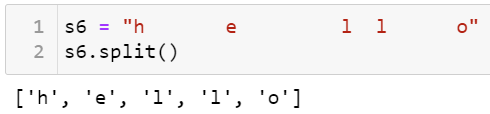 1 s6 = "h       e         l  l      o"
2 s6.split()
['h', 'e', 'l', 'l', 'o']